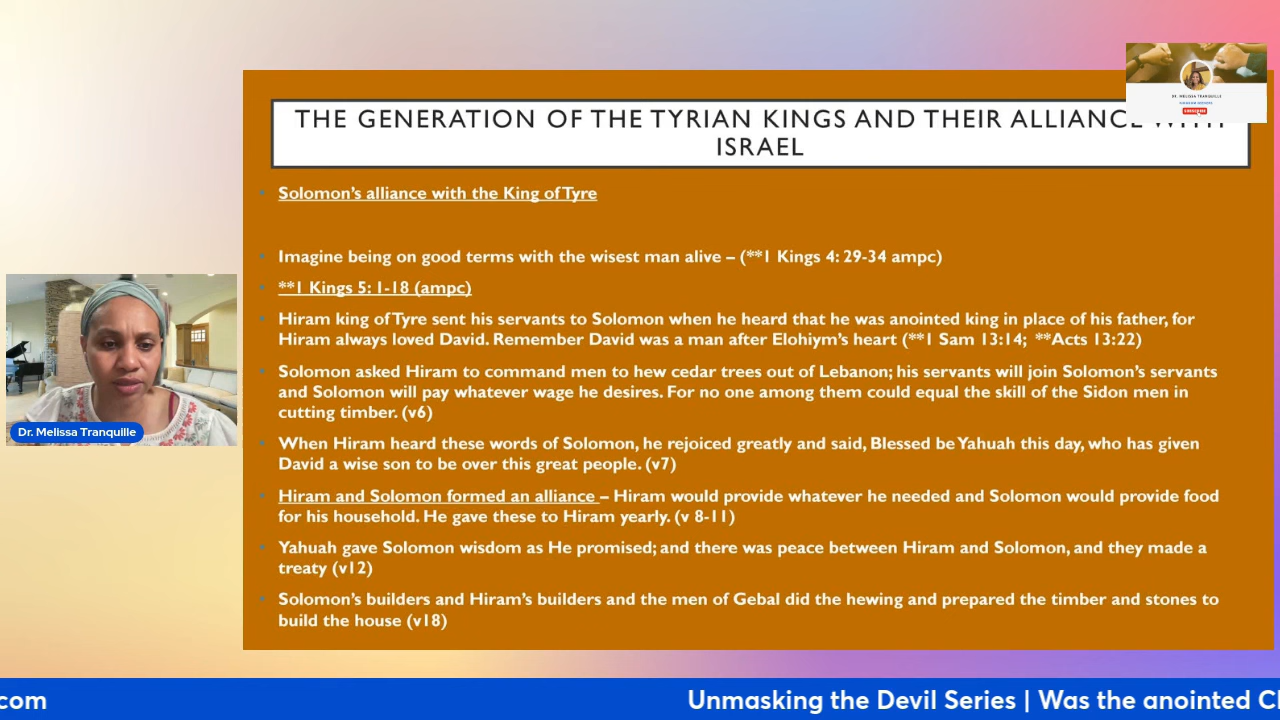 THE GENERATION OF THE TYRIAN KINGS AND THEIR ALLIANCE WITH
ISRAEL
DR. MELISSA TRANQUILLE
SUBSCRIBE
Solomon’s alliance with the King of Tyre
Imagine being on good terms with the wisest man alive – (**1 Kings 4: 29-34 ampc)
**1 Kings 5: 1-18 (ampc)
Hiram king of Tyre sent his servants to Solomon when he heard that he was anointed king in place of his father, for
Hiram always loved David. Remember David was a man after Elohiym’s heart (**1 Sam 13:14; **Acts 13:22)
Solomon asked Hiram to command men to hew cedar trees out of Lebanon; his servants will join Solomon’s servants
and Solomon will pay whatever wage he desires. For no one among them could equal the skill of the Sidon men in
cutting timber. (v6)
When Hiram heard these words of Solomon, he rejoiced greatly and said, Blessed be Yahuah this day, who has given
David a wise son to be over this great people. (v7)
Hiram and Solomon formed an alliance – Hiram would provide whatever he needed and Solomon would provide food
for his household. He gave these to Hiram yearly. (v 8-11)
Yahuah gave Solomon wisdom as He promised; and there was peace between Hiram and Solomon, and they made a
treaty (v12)
Solomon’s builders and Hiram’s builders and the men of Gebal did the hewing and prepared the timber and stones to
build the house (v18)
Dr. Melissa Tranquille
.com
Unmasking the Devil Series | Was the anointed C